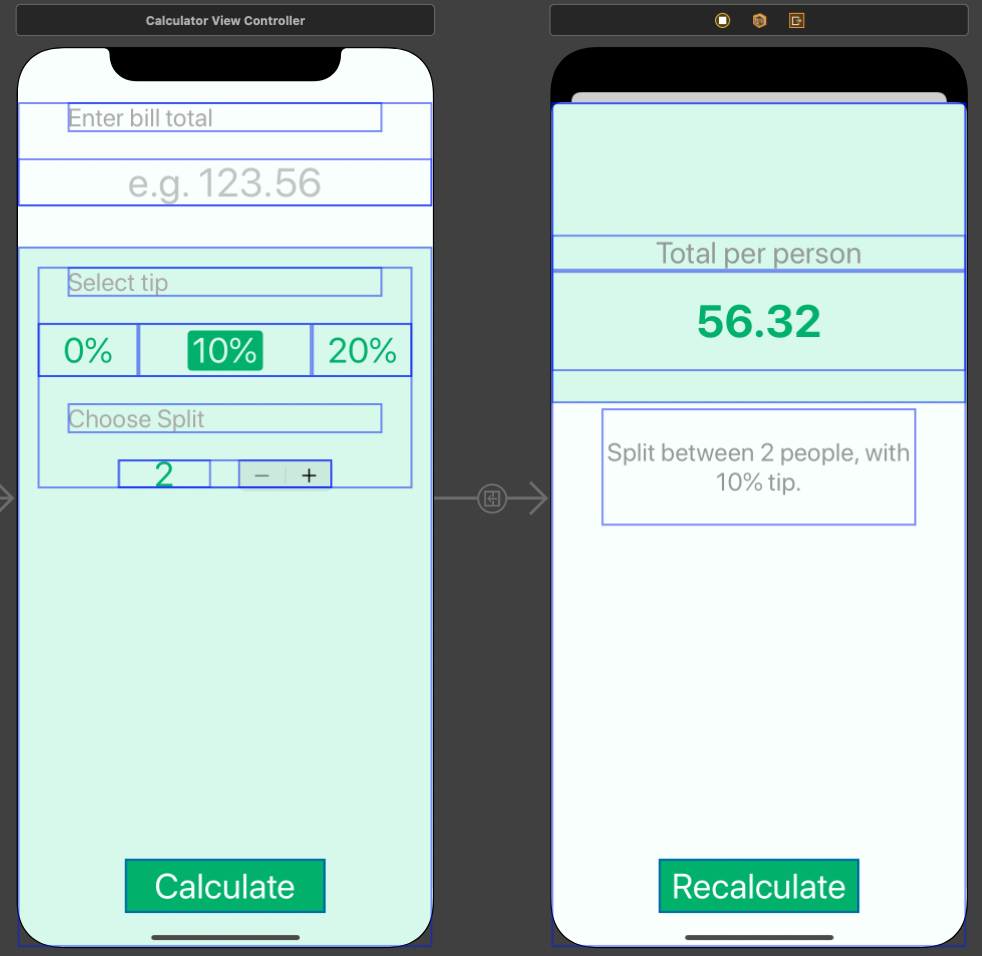 Calculator View Controller
Enter bill total
e.g. 123.56
Select tip
0% 10% 20%
Choose Split
2 − +
Calculate
Total per person
56.32
Split between 2 people, with
10% tip.
Recalculate